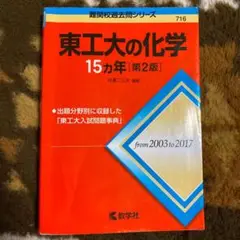 難関校過去問シリーズ
716
東工大の化学
15カ年[第2版]
●出題分野別に収録した
「東工大入試問題事典」
from 2003 to 2017
教学社